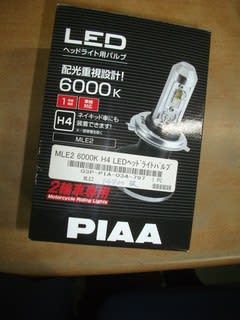 LED
ヘッドライト用バルブ
配光重視設計!
6000K
H4
ネイキッド車にも
装着できます!
MLE2
MLE2 6000K H4 LEDヘッドライトバルブ
2輪車専用
Motorcycle Riding Lights
PIAA